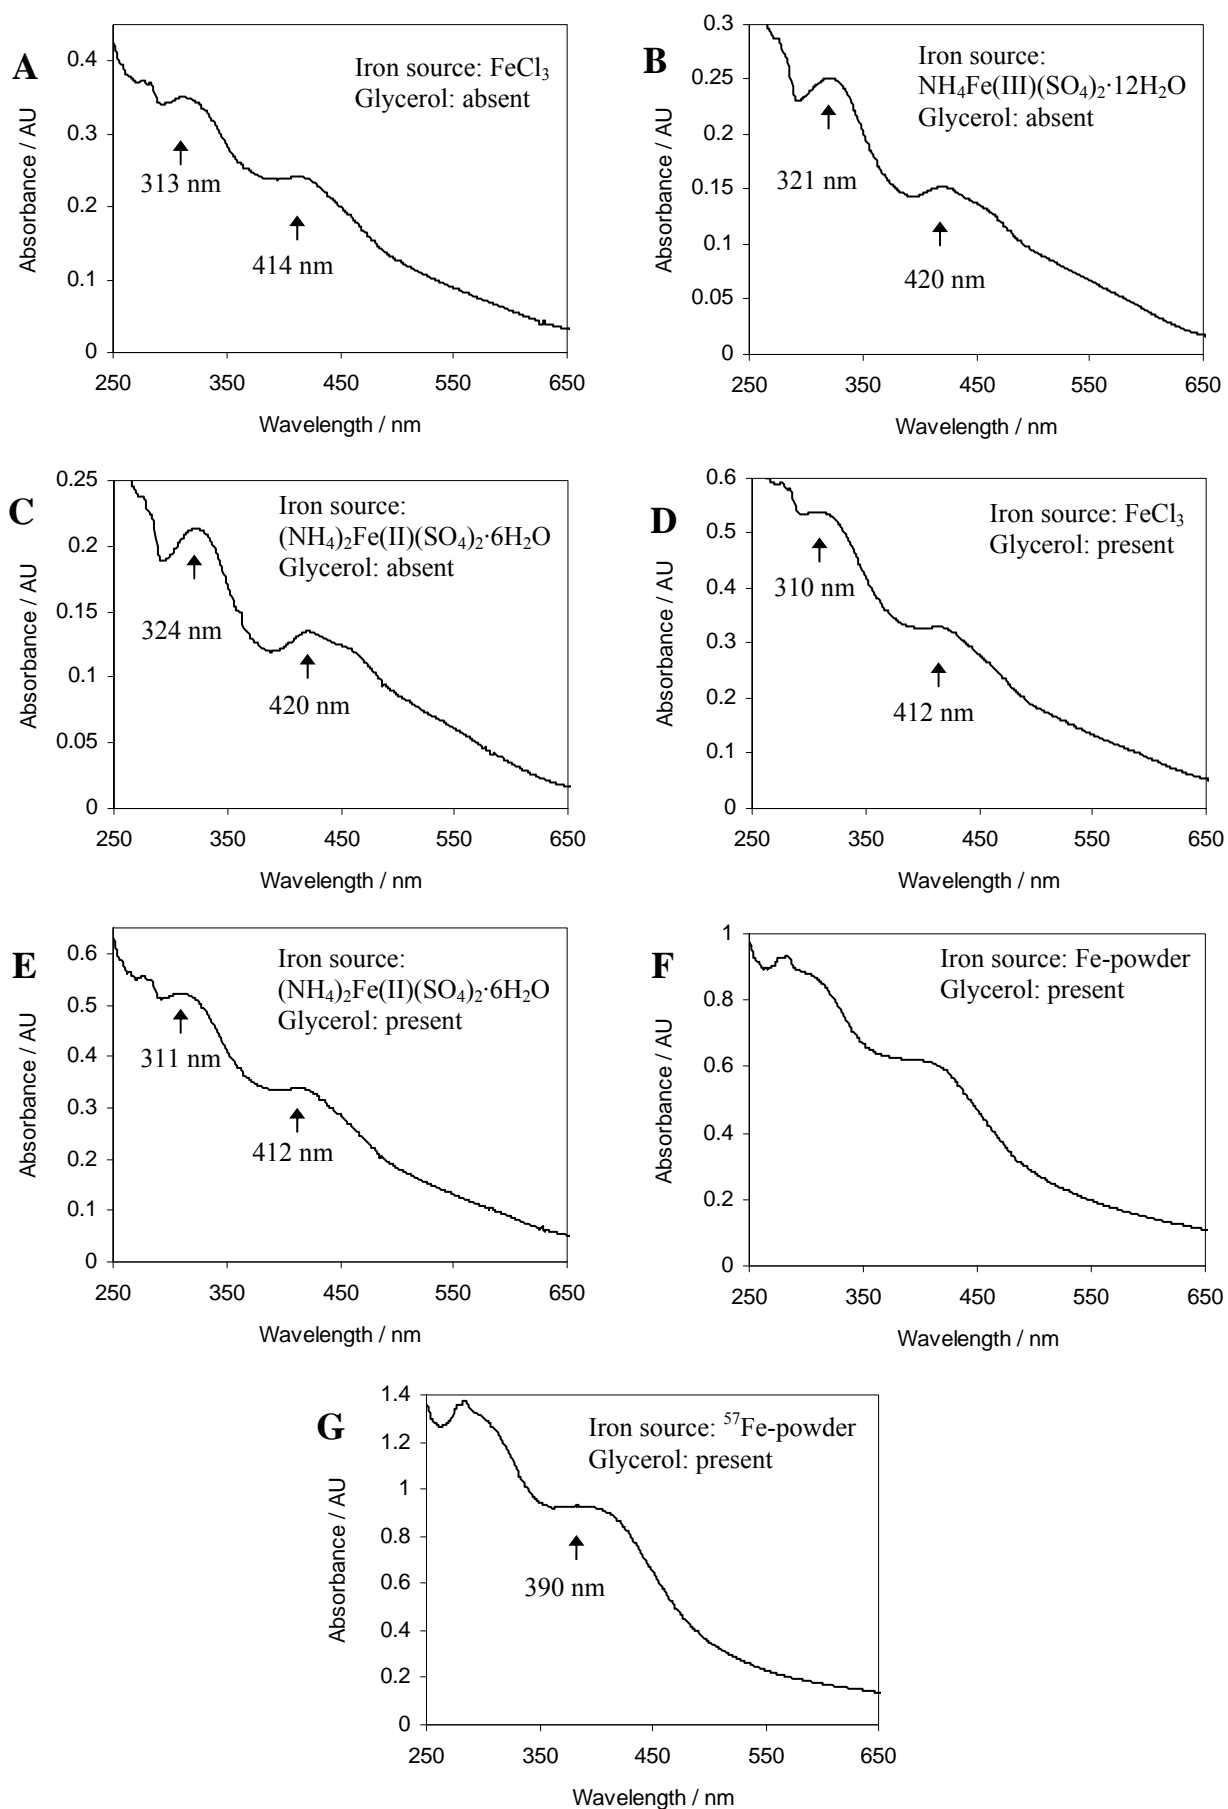 A
Iron source: FeCl₃
Glycerol: absent
313 nm
414 nm
0.4
0.3
0.2
0.1
0
Absorbance / AU
250 350 450 550 650
Wavelength / nm
B
Iron source:
NH₄Fe(III)(SO₄)₂·12H₂O
Glycerol: absent
321 nm
420 nm
0.3
0.25
0.2
0.15
0.1
0.05
0
Absorbance / AU
250 350 450 550 650
Wavelength / nm
C
Iron source:
(NH₄)₂Fe(II)(SO₄)₂·6H₂O
Glycerol: absent
324 nm
420 nm
0.25
0.2
0.15
0.1
0.05
0
Absorbance / AU
250 350 450 550 650
Wavelength / nm
D
Iron source: FeCl₃
Glycerol: present
310 nm
412 nm
0.6
0.5
0.4
0.3
0.2
0.1
0
Absorbance / AU
250 350 450 550 650
Wavelength / nm
E
Iron source:
(NH₄)₂Fe(II)(SO₄)₂·6H₂O
Glycerol: present
311 nm
412 nm
0.6
0.5
0.4
0.3
0.2
0.1
0
Absorbance / AU
250 350 450 550 650
Wavelength / nm
F
Iron source: Fe-powder
Glycerol: present
1
0.8
0.6
0.4
0.2
0
Absorbance / AU
250 350 450 550 650
Wavelength / nm
G
Iron source: ⁵⁷Fe-powder
Glycerol: present
390 nm
1.4
1.2
1
0.8
0.6
0.4
0.2
0
Absorbance / AU
250 350 450 550 650
Wavelength / nm